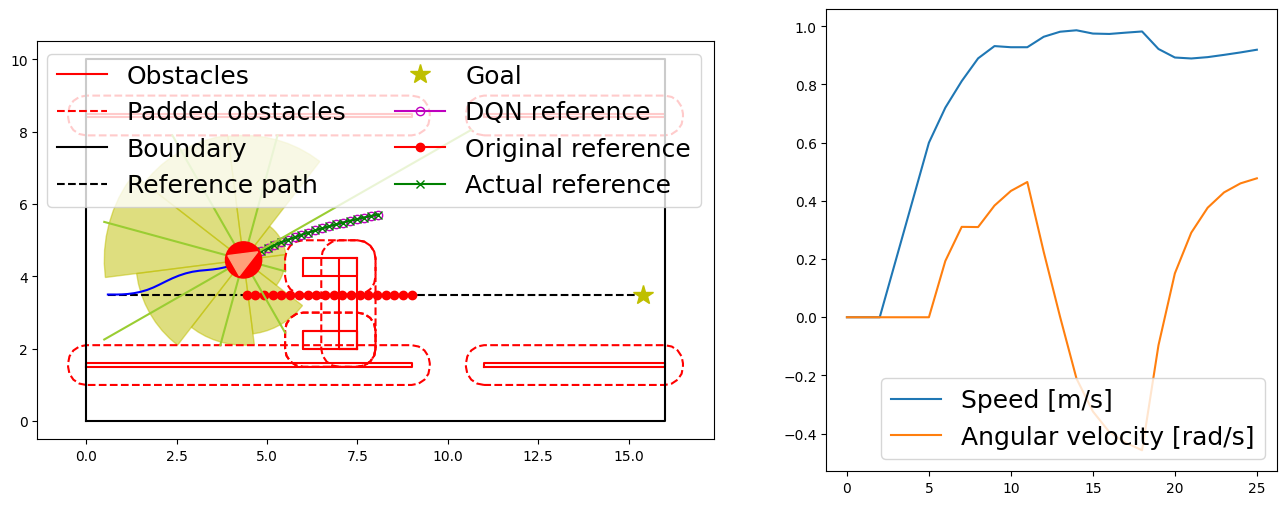 Obstacles
Padded obstacles
Boundary
Reference path
Goal
DQN reference
Original reference
Actual reference
10
8
6
4
2
0
0.0 2.5 5.0 7.5 10.0 12.5 15.0
1.0
0.8
0.6
0.4
0.2
0.0
−0.2
−0.4
Speed [m/s]
Angular velocity [rad/s]
0 5 10 15 20 25